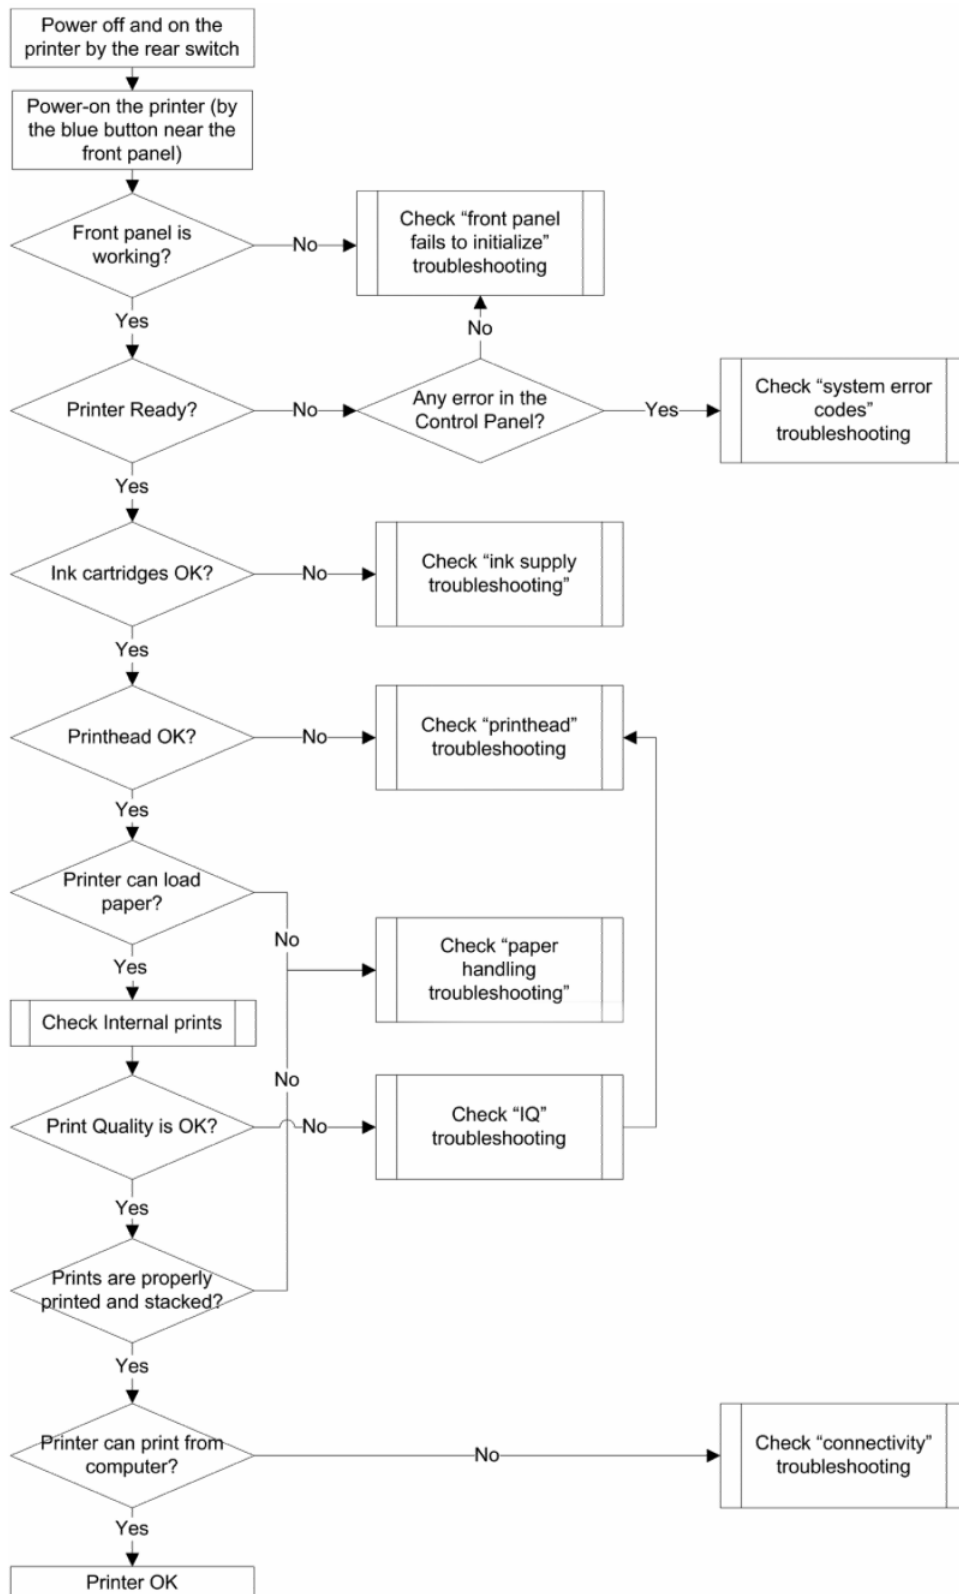 Power off and on the
printer by the rear switch
Power-on the printer (by
the blue button near the
front panel)
Front panel is
working?
No
Check “front panel
fails to initialize”
troubleshooting
Yes
No
Printer Ready?
No
Any error in the
Control Panel?
Yes
Check “system error
codes”
troubleshooting
Yes
Ink cartridges OK?
No
Check “ink supply
troubleshooting”
Yes
Printhead OK?
No
Check “printhead”
troubleshooting
Yes
Printer can load
paper?
No
Check “paper
handling
troubleshooting”
Yes
Check Internal prints
No
Print Quality is OK?
No
Check “IQ”
troubleshooting
Yes
Prints are properly
printed and stacked?
Yes
Printer can print from
computer?
No
Check “connectivity”
troubleshooting
Yes
Printer OK